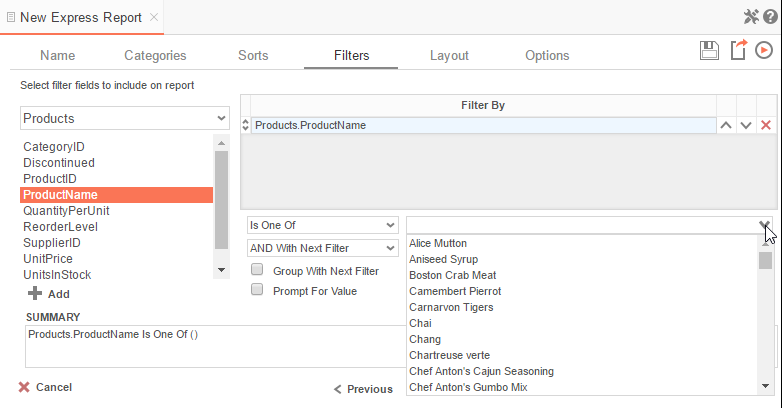 New Express Report
Name Categories Sorts Filters Layout Options
Select filter fields to include on report
Products
CategoryID
Discontinued
ProductID
ProductName
QuantityPerUnit
ReorderLevel
SupplierID
UnitPrice
UnitsInStock
Add
Filter By
Products.ProductName
Is One Of
AND With Next Filter
Group With Next Filter
Prompt For Value
Alice Mutton
Aniseed Syrup
Boston Crab Meat
Camembert Pierrot
Carnarvon Tigers
Chai
Chang
Chartreuse verte
Chef Anton's Cajun Seasoning
Chef Anton's Gumbo Mix
SUMMARY
Products.ProductName Is One Of ()
Cancel
Previous